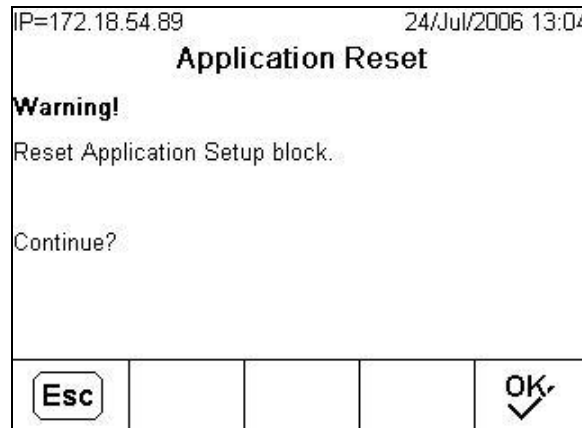 IP=172.18.54.89 24/Jul/2006 13:04
Application Reset
Warning!
Reset Application Setup block.
Continue?
Esc OK